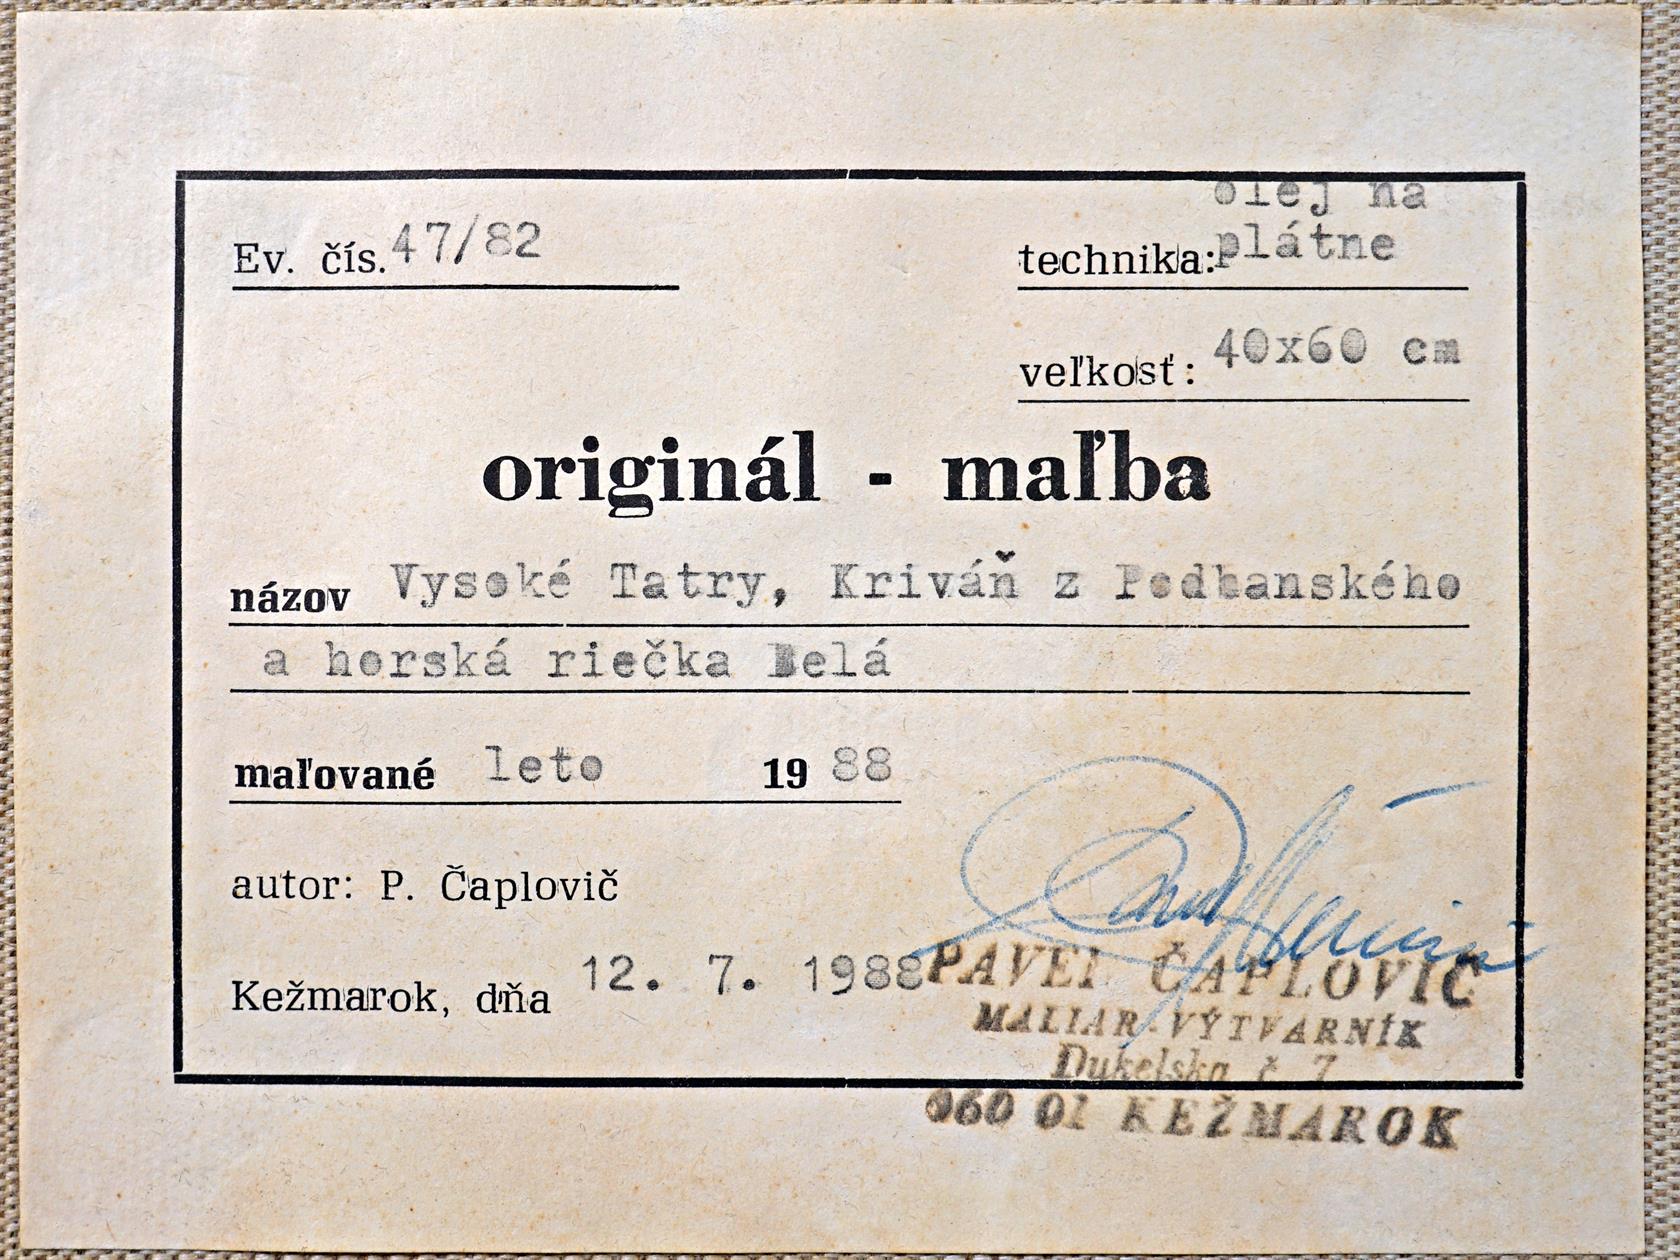 olej na
Ev. čís. 47/82 technika: plátne
veľkosť: 40x60 cm
originál - maľba
názov Vysoké Tatry, Kriváň z Podbanského
a horská riečka Belá
maľované leto 1988
autor: P. Čaplovič
Kežmarok, dňa 12. 7. 1988
PAVEL ČAPLOVIČ
MALIAR-VÝTVARNÍK
Dukelská č. 7
060 01 KEŽMAROK